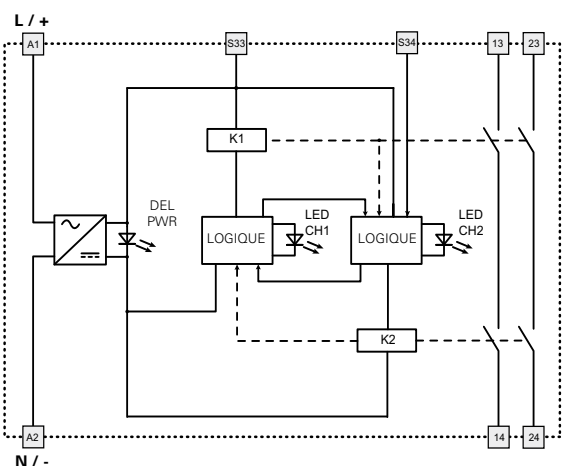 L / +
A1
S33
S34
13
23
K1
DEL
PWR
LOGIQUE
LED
CH1
LOGIQUE
LED
CH2
K2
A2
14
24
N / -